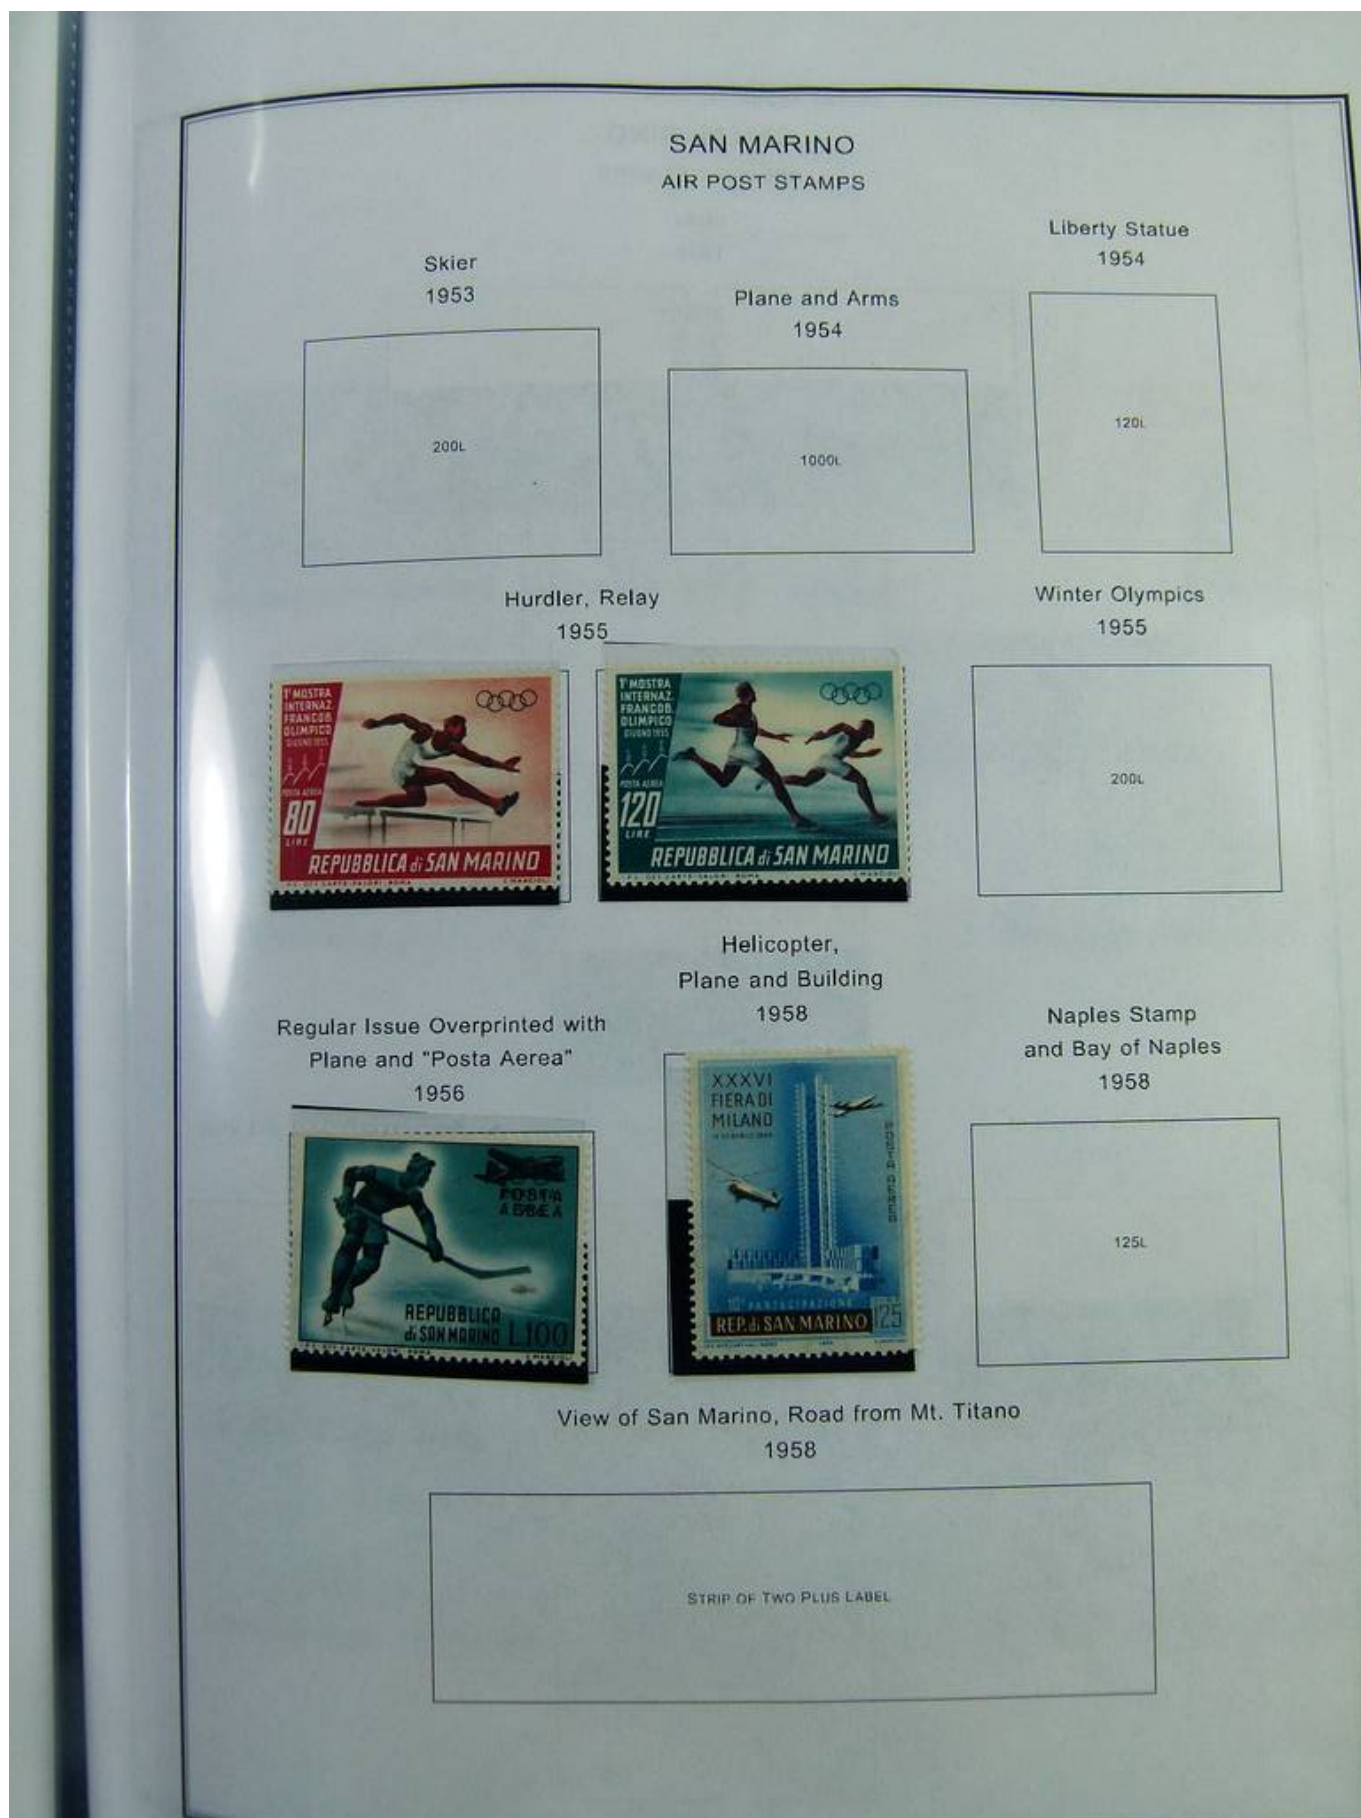 SAN MARINO
AIR POST STAMPS
Skier
1953
Plane and Arms
1954
Liberty Statue
1954
200L
1000L
120L
Hurdler, Relay
1955
Winter Olympics
1955
1ª MOSTRA
INTERNAZ.
FRANCOB.
OLIMPICO
GIUGNO 1955
POSTA AEREA
80
LIRE
REPUBBLICA di SAN MARINO
1ª MOSTRA
INTERNAZ.
FRANCOB.
OLIMPICO
GIUGNO 1955
POSTA AEREA
120
LIRE
REPUBBLICA di SAN MARINO
200L
Regular Issue Overprinted with
Plane and "Posta Aerea"
1956
Helicopter,
Plane and Building
1958
Naples Stamp
and Bay of Naples
1958
POSTA
AEREA
REPUBBLICA
di SAN MARINO L.100
XXXVI
FIERA DI
MILANO
POSTA AEREA
10ª PARTECIPAZIONE
REP. di SAN MARINO
125L
View of San Marino, Road from Mt. Titano
1958
STRIP OF TWO PLUS LABEL